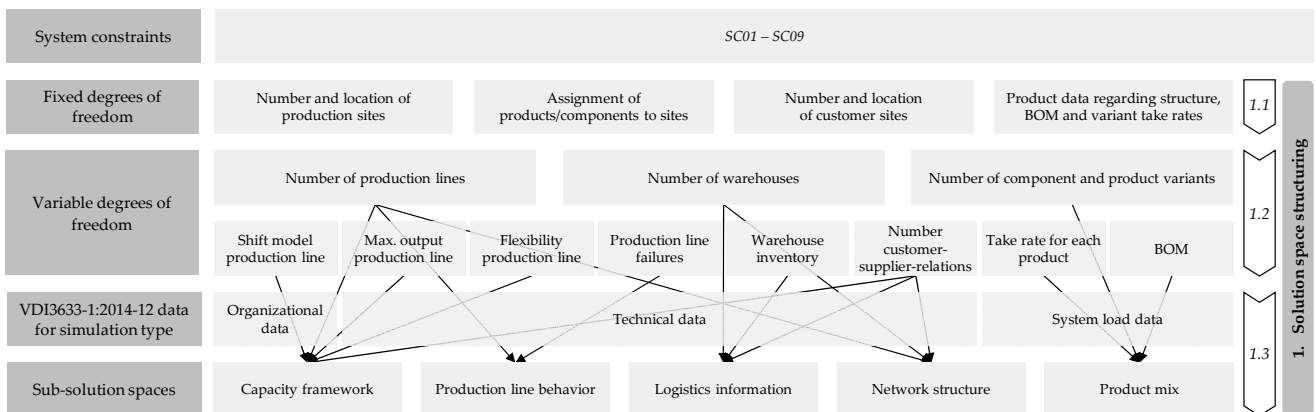 System constraints
SC01 – SC09
Fixed degrees of
freedom
Number and location of
production sites
Assignment of
products/components to sites
Number and location
of customer sites
Product data regarding structure,
BOM and variant take rates
1.1
Variable degrees of
freedom
Number of production lines
Number of warehouses
Number of component and product variants
1.2
Shift model
production line
Max. output
production line
Flexibility
production line
Production line
failures
Warehouse
inventory
Number
customer-
supplier-relations
Take rate for each
product
BOM
VDI3633-1:2014-12 data
for simulation type
Organizational
data
Technical data
System load data
1.3
Sub-solution spaces
Capacity framework
Production line behavior
Logistics information
Network structure
Product mix
1. Solution space structuring